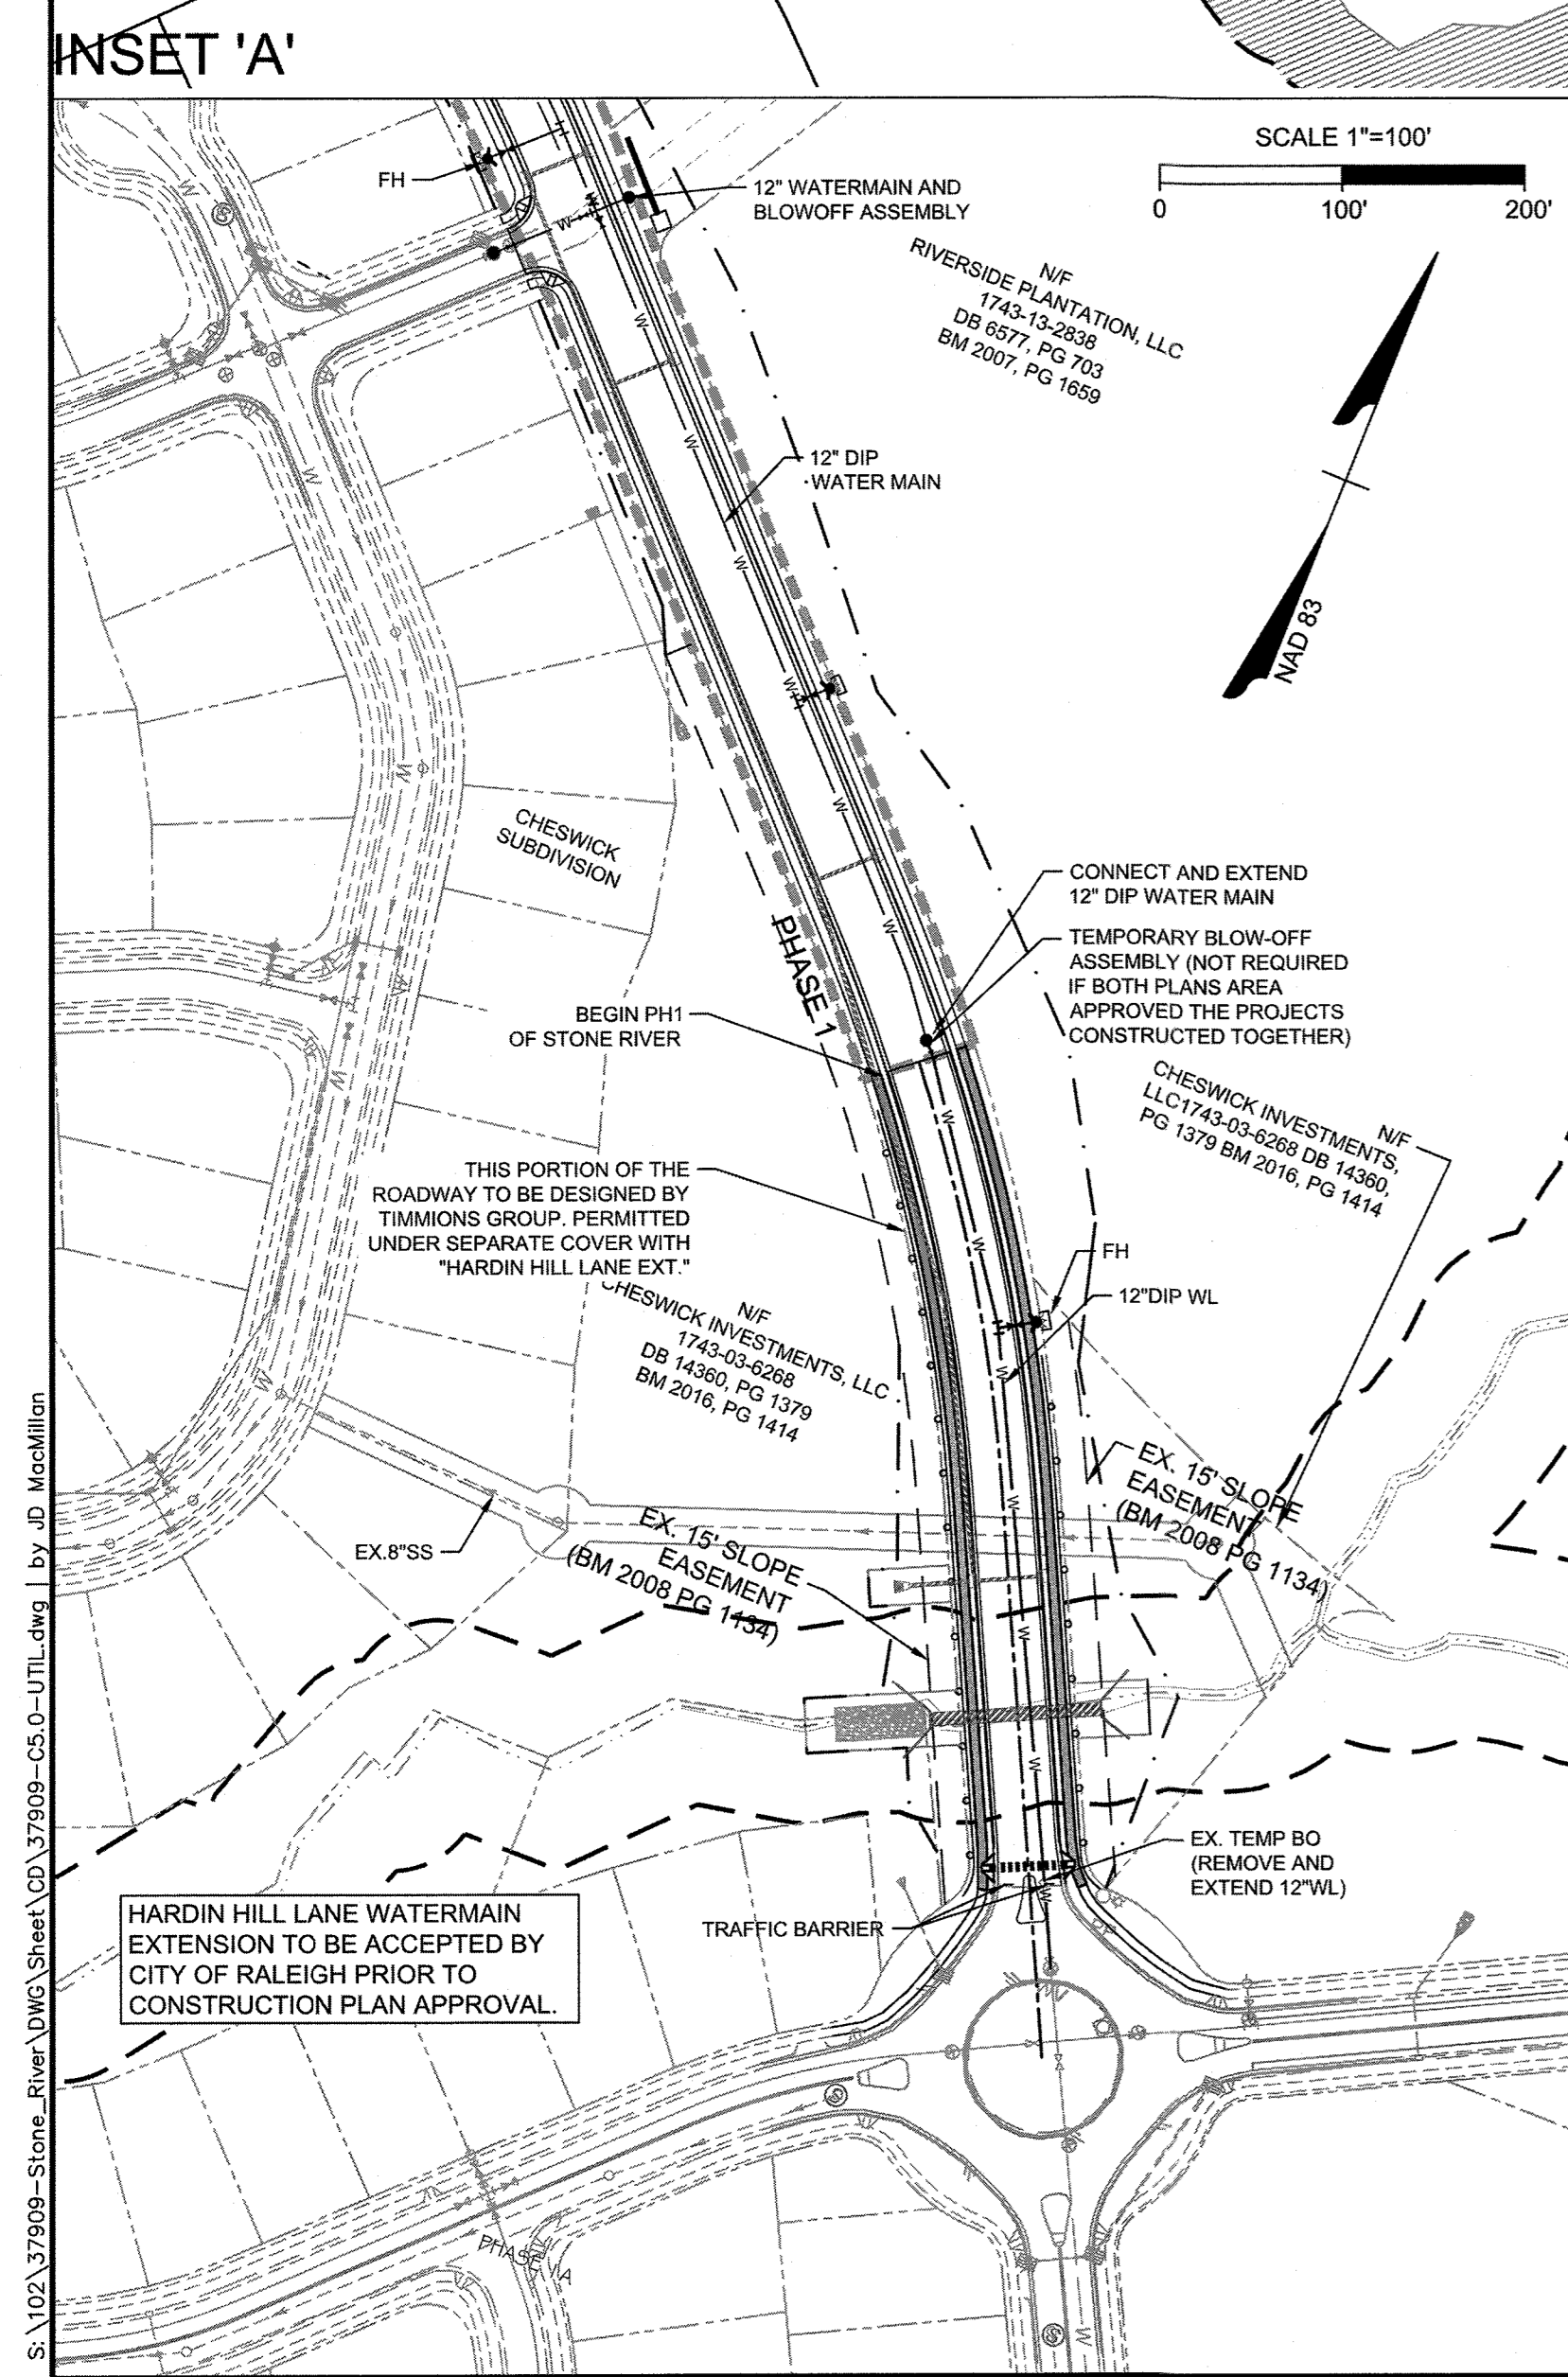 INSET 'A'
SCALE 1"=100'
0
100'
200'
FH
12" WATERMAIN AND
BLOWOFF ASSEMBLY
N/F
RIVERSIDE PLANTATION, LLC
1743-13-2838
DB 6577, PG 703
BM 2007, PG 1659
12" DIP
WATER MAIN
NAD 83
CHESWICK
SUBDIVISION
CONNECT AND EXTEND
12" DIP WATER MAIN
TEMPORARY BLOW-OFF
ASSEMBLY (NOT REQUIRED
IF BOTH PLANS AREA
APPROVED THE PROJECTS
CONSTRUCTED TOGETHER)
PHASE 1
BEGIN PH1
OF STONE RIVER
N/F
CHESWICK INVESTMENTS,
LLC1743-03-6268 DB 14360,
PG 1379 BM 2016, PG 1414
THIS PORTION OF THE
ROADWAY TO BE DESIGNED BY
TIMMIONS GROUP. PERMITTED
UNDER SEPARATE COVER WITH
"HARDIN HILL LANE EXT."
FH
12"DIP WL
N/F
CHESWICK INVESTMENTS, LLC
1743-03-6268
DB 14360, PG 1379
BM 2016, PG 1414
EX. 15' SLOPE
EASEMENT
(BM 2008 PG 1134)
EX.8"SS
EX. 15' SLOPE
EASEMENT
(BM 2008 PG 1134)
EX. TEMP BO
(REMOVE AND
EXTEND 12"WL)
TRAFFIC BARRIER
HARDIN HILL LANE WATERMAIN
EXTENSION TO BE ACCEPTED BY
CITY OF RALEIGH PRIOR TO
CONSTRUCTION PLAN APPROVAL.
PHASE 1A
S:\102\37909-Stone_River\DWG\Sheet\CD\37909-C5.0-UTIL.dwg | by JD MacMillan